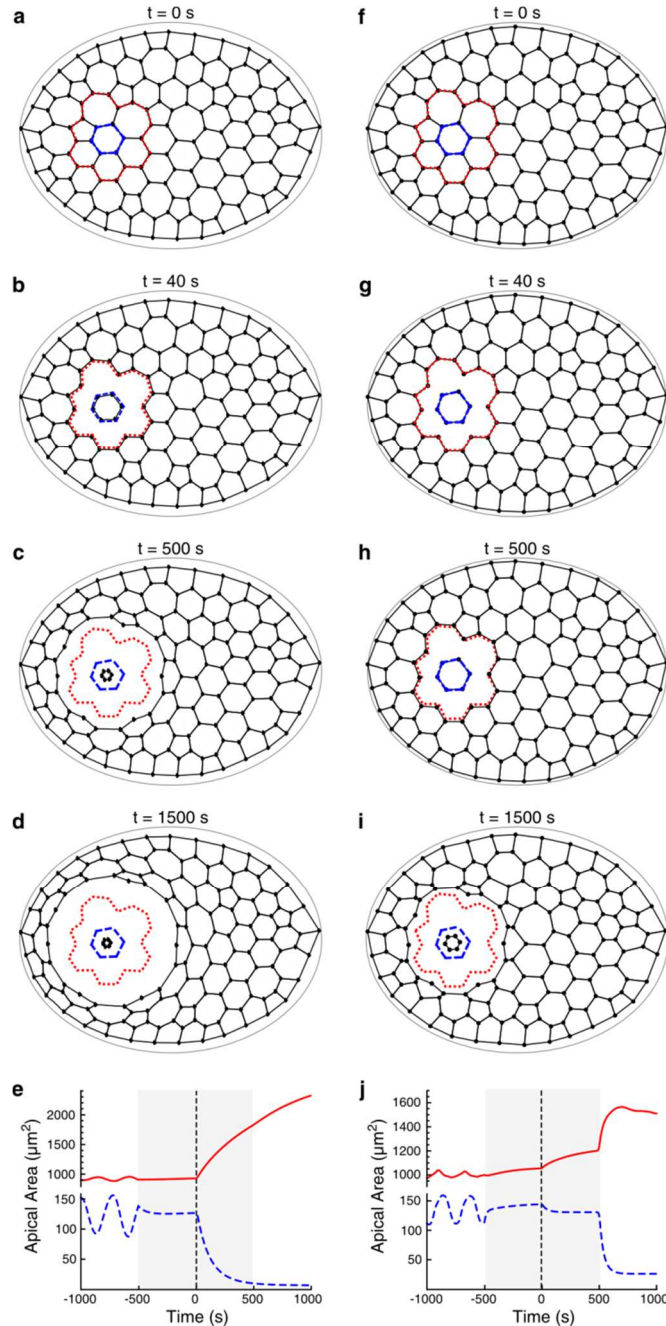 a t = 0 s
f t = 0 s
b t = 40 s
g t = 40 s
c t = 500 s
h t = 500 s
d t = 1500 s
i t = 1500 s
e
Apical Area (μm²)
2000
1500
1000
150
100
50
-1000 -500 0 500 1000
Time (s)
j
Apical Area (μm²)
1600
1400
1200
1000
150
100
50
-1000 -500 0 500 1000
Time (s)